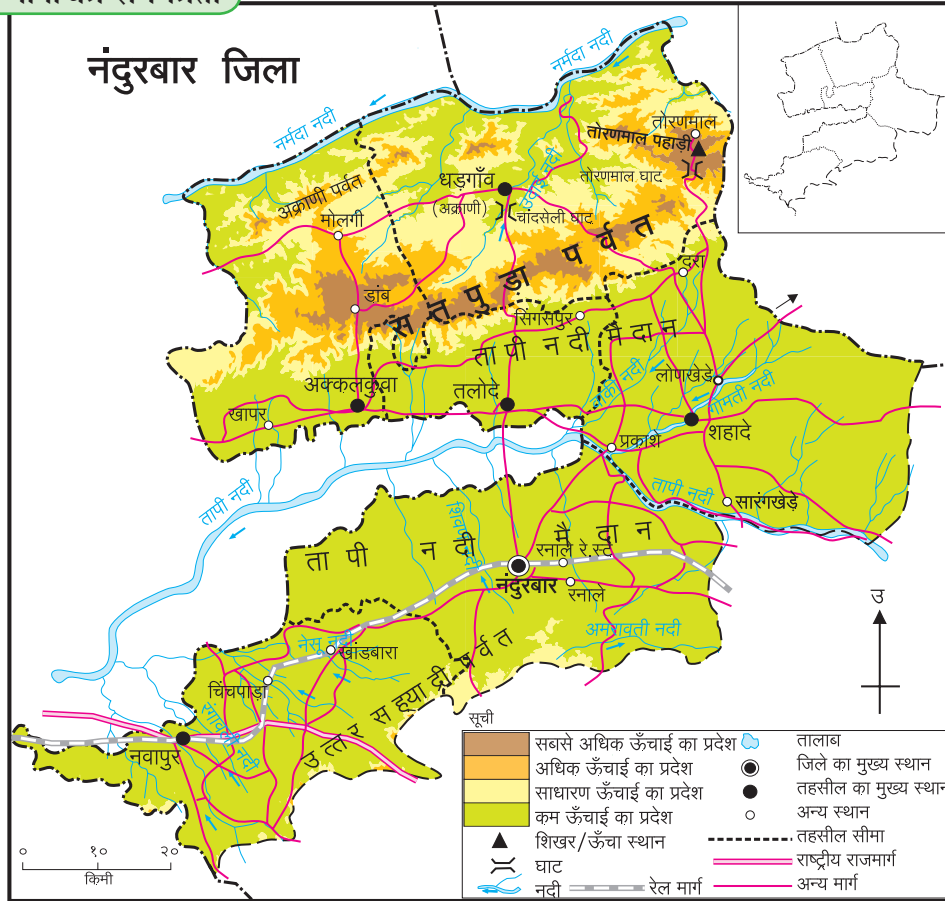 नंदुरबार जिला
नर्मदा नदी
नर्मदा नदी
तोरणमाल
तोरणमाल पहाड़ी
तोरणमाल घाट
अक्राणी पर्वत
धड़गाँव
(अक्राणी)
उदाई नदी
चांदसेली घाट
मोलगी
सतपुडा पर्वत
डांब
दरा
सिंगसपुर
तापी नदी मैदान
अक्कलकुवा
तलोदे
लोणखेडे
गोमती नदी
खापर
प्रकाशे
शहादे
तापी नदी
तापी नदी
सारंगखेडे
तापी नदी मैदान
रनाले रे.स्टे
नंदुरबार
रनाले
अमरावती नदी
नेसू नदी
खांडबारा
चिंचपाड़ा
उत्तर सह्याद्री पर्वत
नवापुर
उ
० १० २०
किमी
सूची
सबसे अधिक ऊँचाई का प्रदेश
अधिक ऊँचाई का प्रदेश
साधारण ऊँचाई का प्रदेश
कम ऊँचाई का प्रदेश
शिखर/ऊँचा स्थान
घाट
नदी
रेल मार्ग
तालाब
जिले का मुख्य स्थान
तहसील का मुख्य स्थान
अन्य स्थान
तहसील सीमा
राष्ट्रीय राजमार्ग
अन्य मार्ग